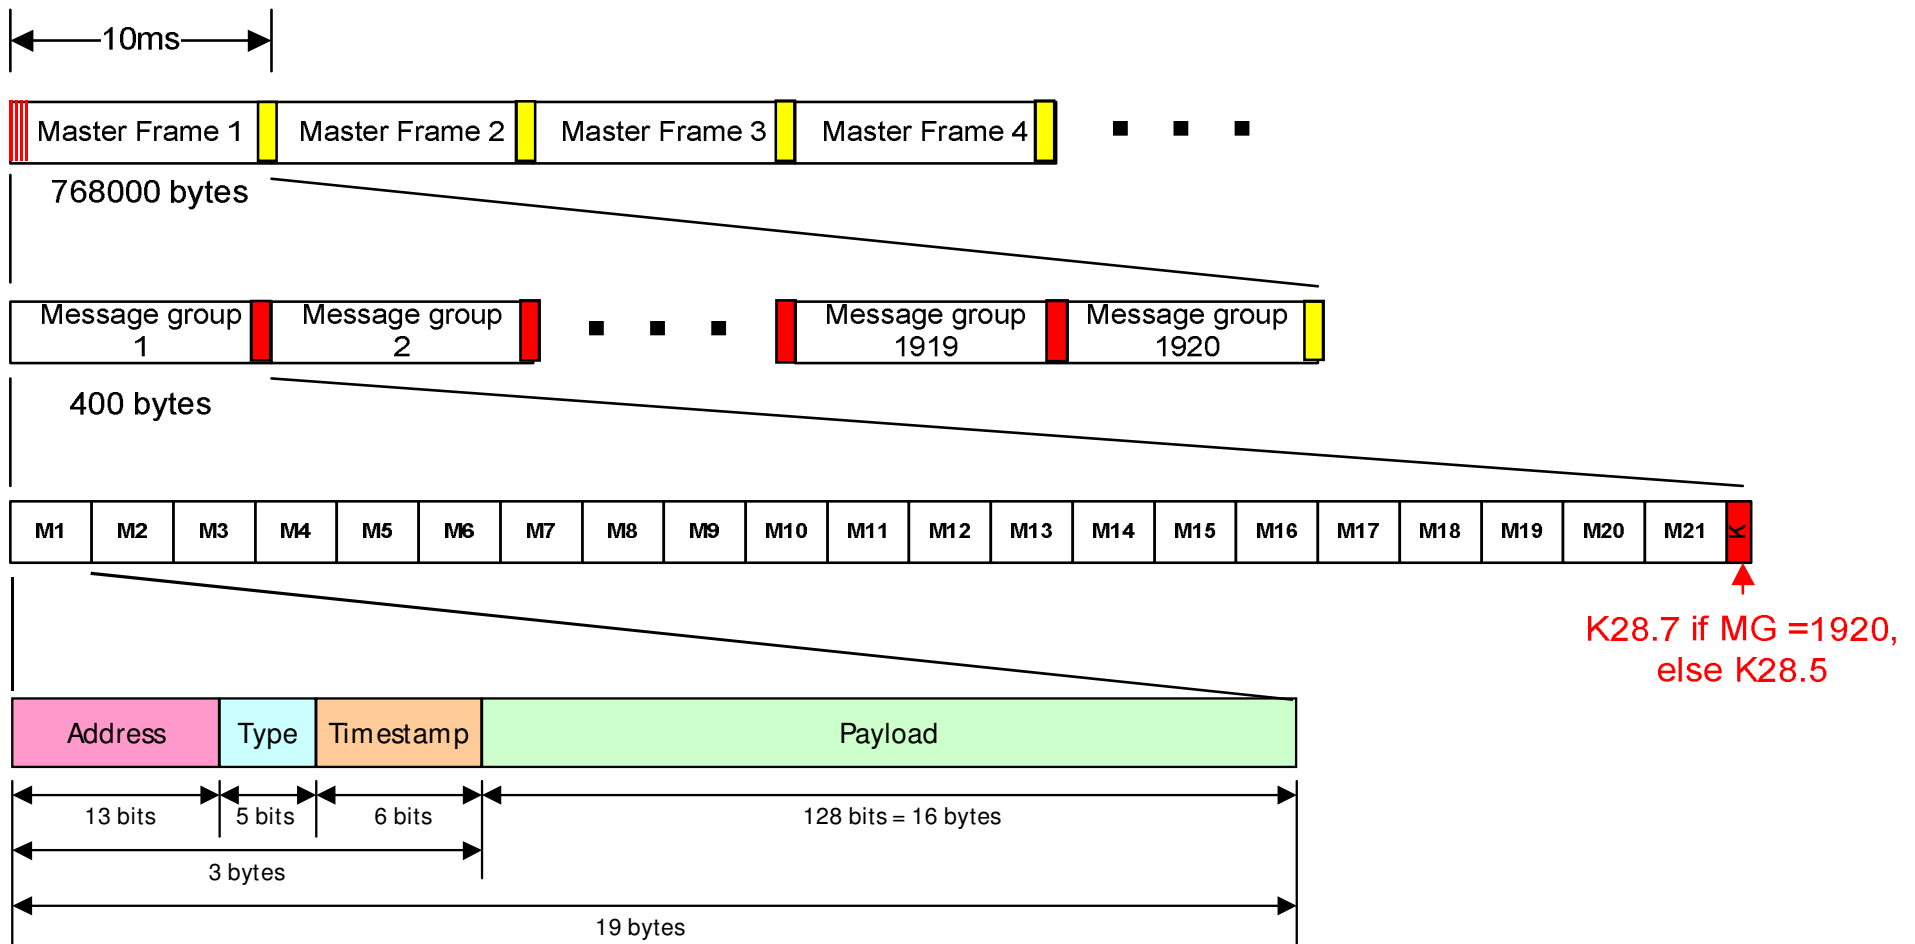 10ms
Master Frame 1 Master Frame 2 Master Frame 3 Master Frame 4
768000 bytes
Message group 1 Message group 2 Message group 1919 Message group 1920
400 bytes
M1 M2 M3 M4 M5 M6 M7 M8 M9 M10 M11 M12 M13 M14 M15 M16 M17 M18 M19 M20 M21 K
K28.7 if MG =1920,
else K28.5
Address Type Timestamp Payload
13 bits 5 bits 6 bits 128 bits = 16 bytes
3 bytes
19 bytes